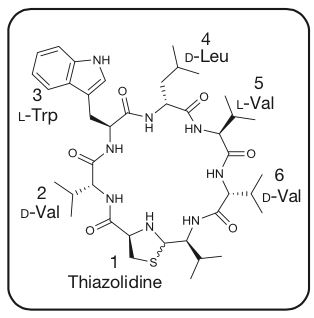 4
D-Leu
NH
3
L-Trp
O
HN
O
5
L-Val
HN
NH
O
O
HN
6
D-Val
2
D-Val
NH
O
H
N
HN
O
S
1
Thiazolidine